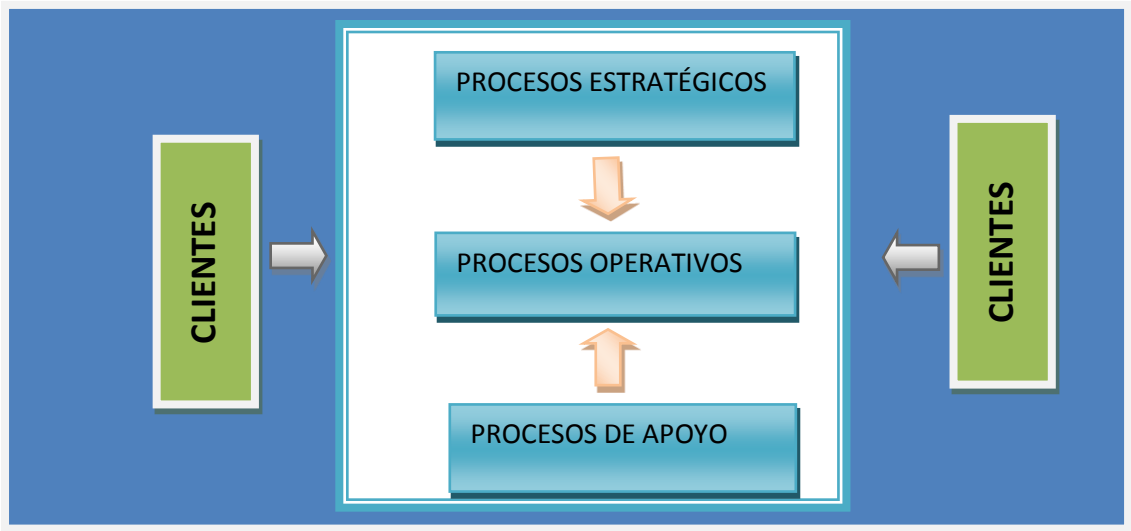 PROCESOS ESTRATÉGICOS
CLIENTES
PROCESOS OPERATIVOS
CLIENTES
PROCESOS DE APOYO